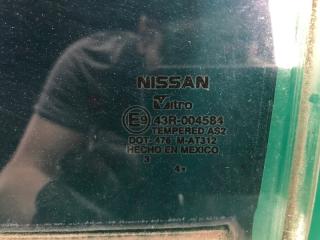 NISSAN
Vitro
E9 43R-004584
TEMPERED AS2
DOT-476 M-AT312
HECHO EN MEXICO
3
4